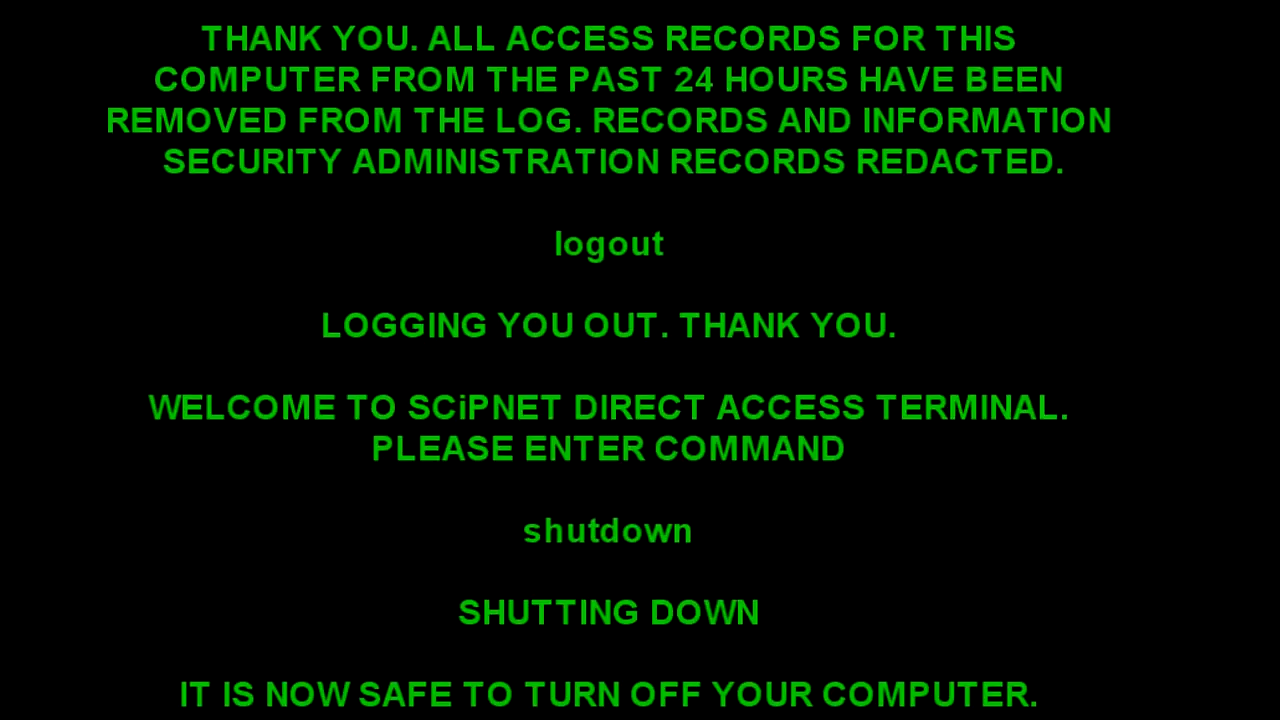 THANK YOU. ALL ACCESS RECORDS FOR THIS
COMPUTER FROM THE PAST 24 HOURS HAVE BEEN
REMOVED FROM THE LOG. RECORDS AND INFORMATION
SECURITY ADMINISTRATION RECORDS REDACTED.
logout
LOGGING YOU OUT. THANK YOU.
WELCOME TO SCiPNET DIRECT ACCESS TERMINAL.
PLEASE ENTER COMMAND
shutdown
SHUTTING DOWN
IT IS NOW SAFE TO TURN OFF YOUR COMPUTER.